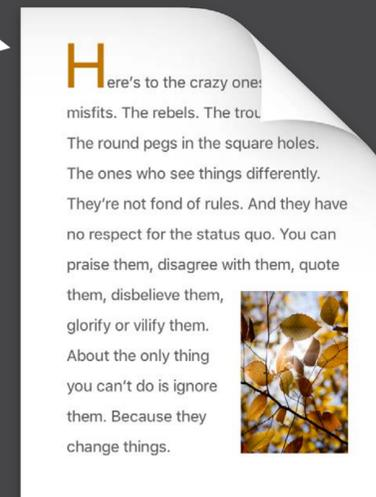 Here’s to the crazy ones
misfits. The rebels. The
The round pegs in the square holes.
The ones who see things differently.
They’re not fond of rules. And they have
no respect for the status quo. You can
praise them, disagree with them, quote
them, disbelieve them,
glorify or vilify them.
About the only thing
you can’t do is ignore
them. Because they
change things.